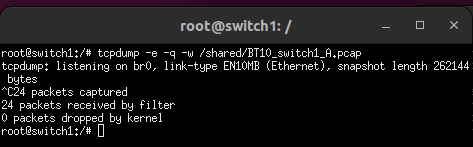 root@switch1: /
root@switch1:/# tcpdump -e -q -w /shared/BT10_switch1_A.pcap
tcpdump: listening on br0, link-type EN10MB (Ethernet), snapshot length 262144
bytes
^C24 packets captured
24 packets received by filter
0 packets dropped by kernel
root@switch1:/#